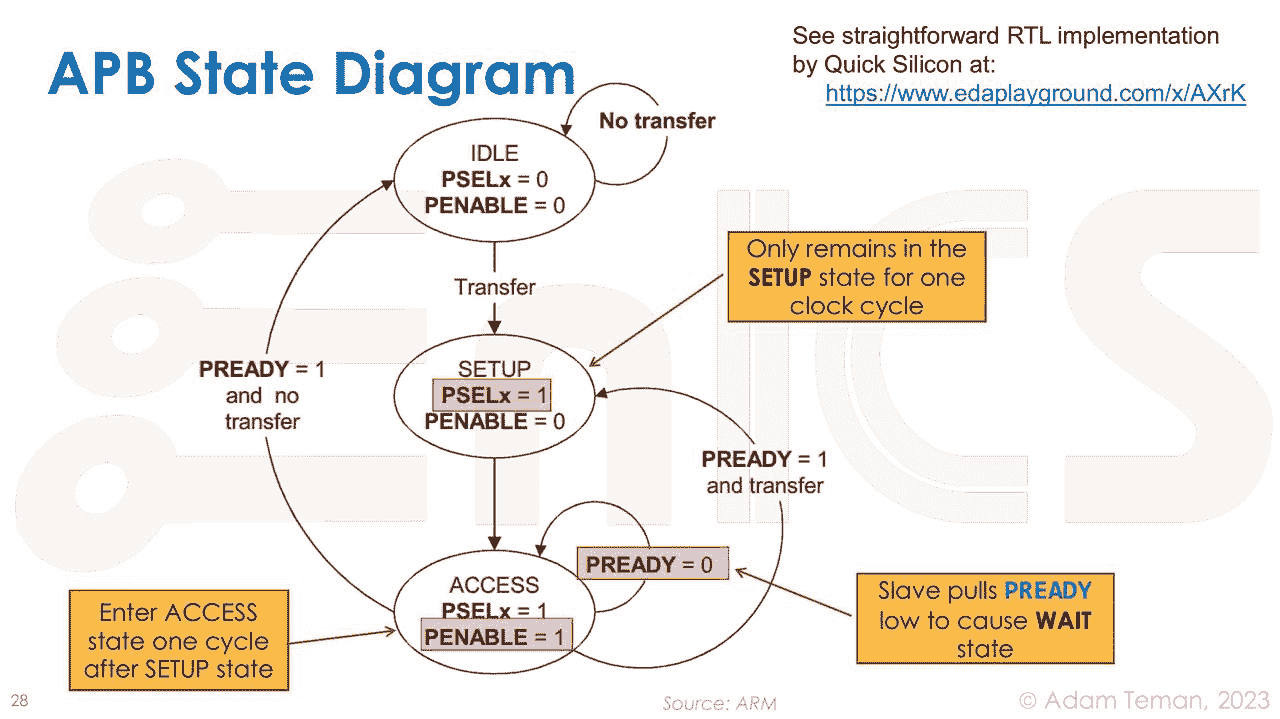 APB State Diagram
See straightforward RTL implementation
by Quick Silicon at:
https://www.edaplayground.com/x/AXrK
No transfer
IDLE
PSELx = 0
PENABLE = 0
Transfer
Only remains in the
SETUP state for one
clock cycle
PREADY = 1
and no
transfer
SETUP
PSELx = 1
PENABLE = 0
PREADY = 1
and transfer
PREADY = 0
ACCESS
PSELx = 1
PENABLE = 1
Enter ACCESS
state one cycle
after SETUP state
Slave pulls PREADY
low to cause WAIT
state
28
Source: ARM
© Adam Teman, 2023
EnICS